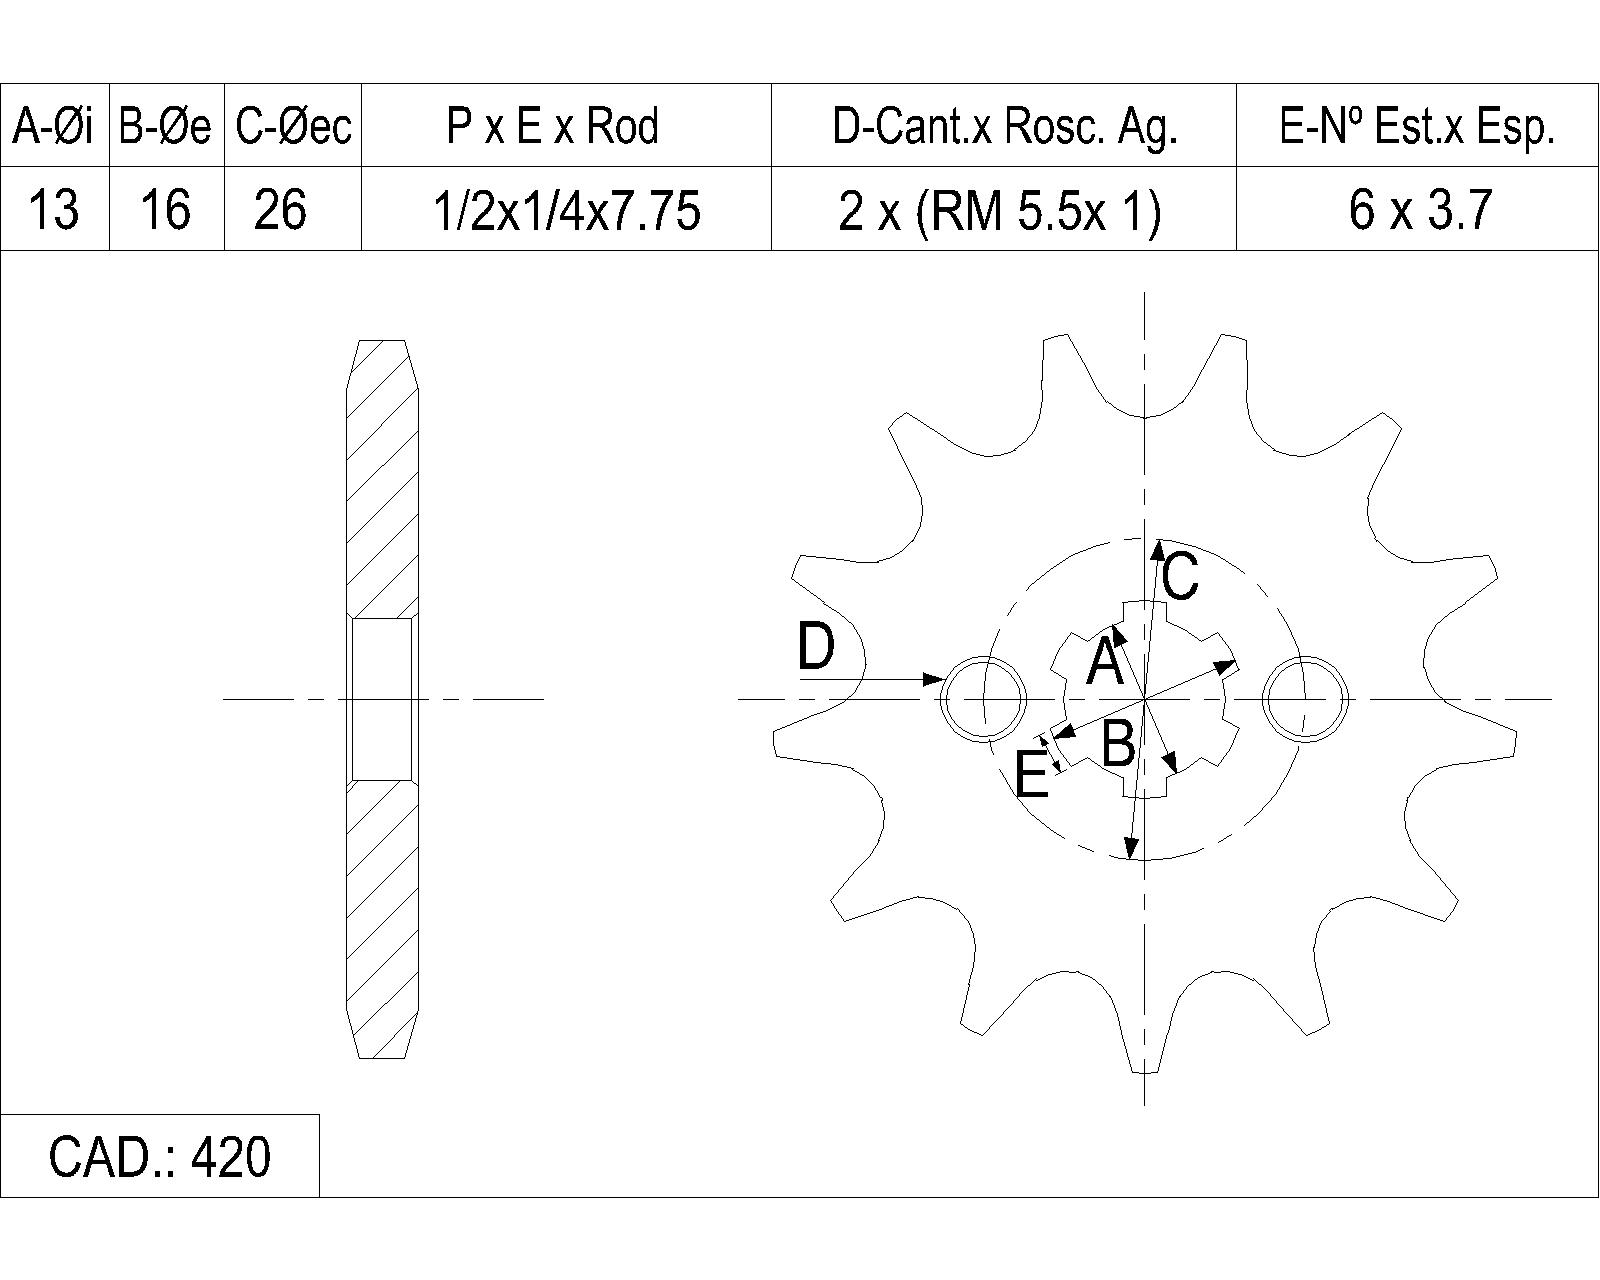 A-Øi B-Øe C-Øec P x E x Rod D-Cant.x Rosc. Ag. E-Nº Est.x Esp.
13 16 26 1/2x1/4x7.75 2 x (RM 5.5x 1) 6 x 3.7
C
D
A
B
E
CAD.: 420